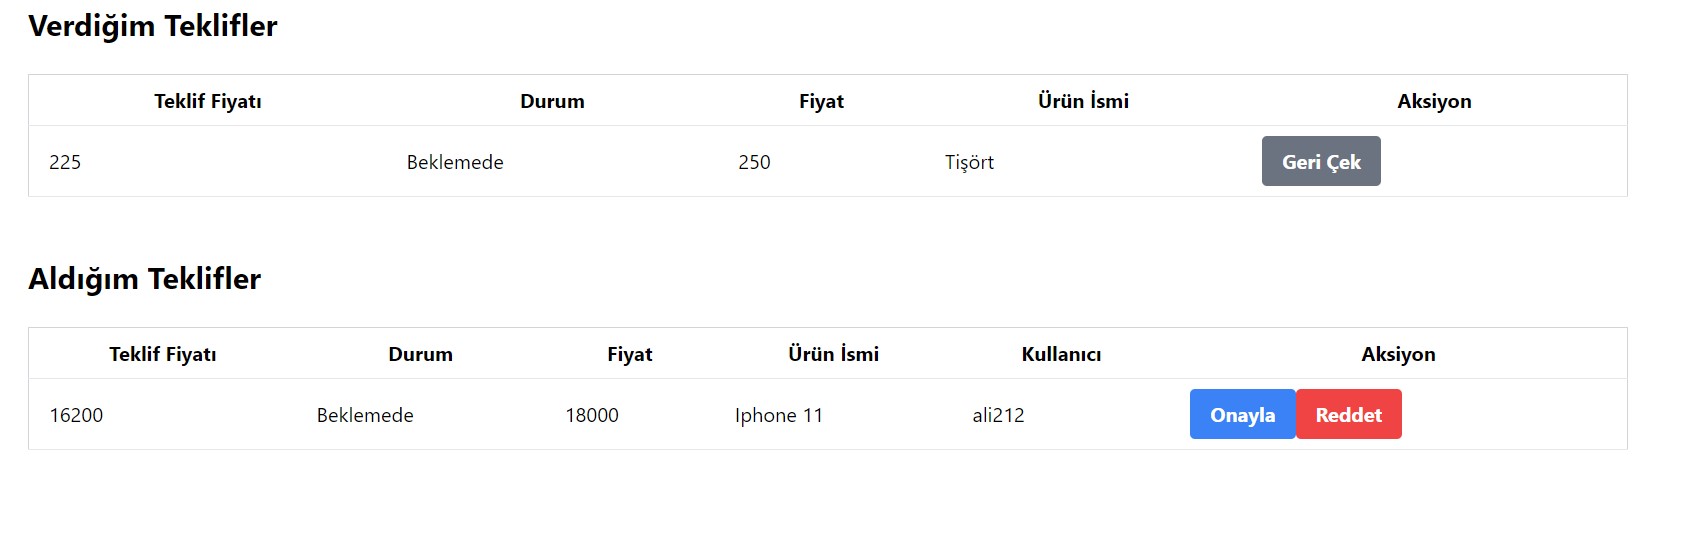 Verdiğim Teklifler
Teklif Fiyatı Durum Fiyat Ürün İsmi Aksiyon
225 Beklemede 250 Tişört Geri Çek
Aldığım Teklifler
Teklif Fiyatı Durum Fiyat Ürün İsmi Kullanıcı Aksiyon
16200 Beklemede 18000 Iphone 11 ali212 Onayla Reddet